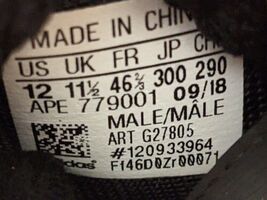 MADE IN CHIN
US UK FR JP CH
12 11½ 46⅔ 300 290
APE 779001 09/18
MALE/MÂLE
ART G27805
#120933964
F146D0Zr00071
adidas